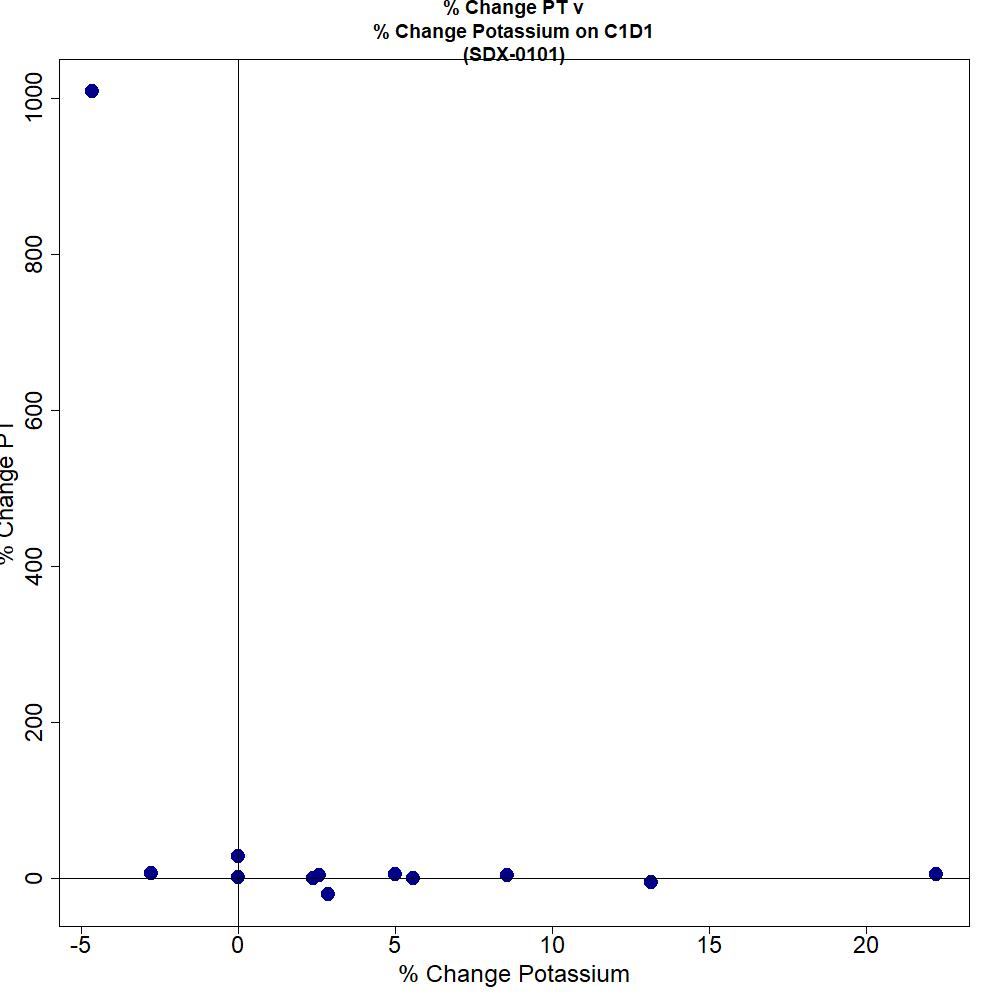 % Change PT v
% Change Potassium on C1D1
(SDX-0101)
1000
800
600
400
200
0
% Change PT
-5 0 5 10 15 20
% Change Potassium